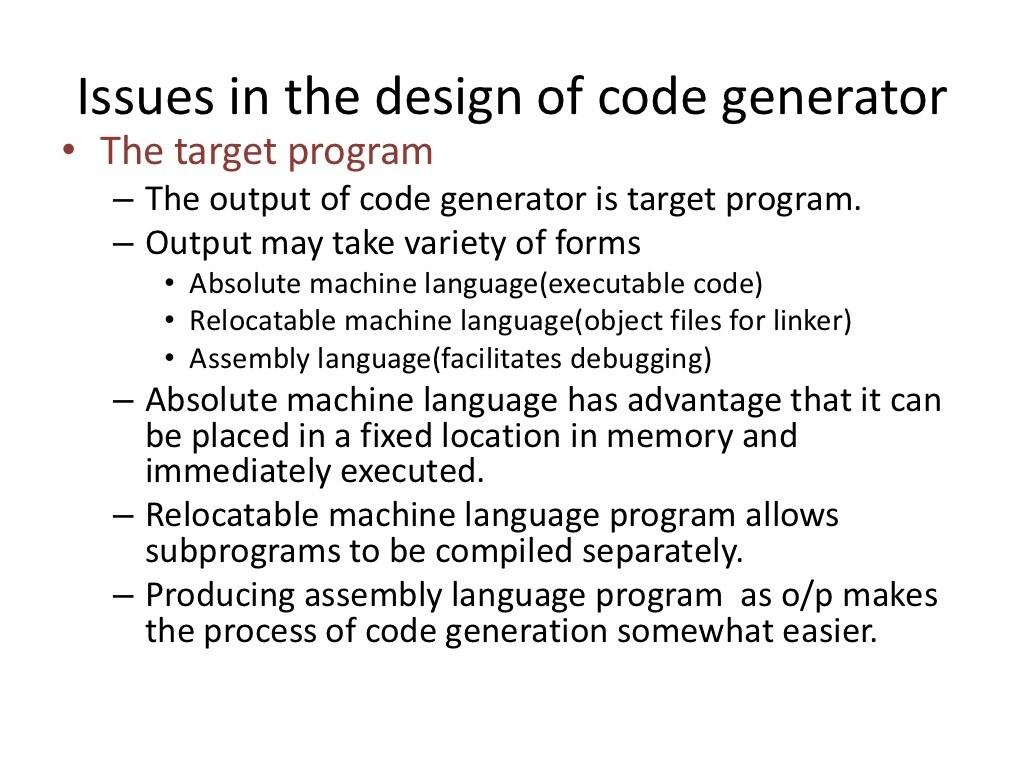 Issues in the design of code generator
• The target program
– The output of code generator is target program.
– Output may take variety of forms
• Absolute machine language(executable code)
• Relocatable machine language(object files for linker)
• Assembly language(facilitates debugging)
– Absolute machine language has advantage that it can
be placed in a fixed location in memory and
immediately executed.
– Relocatable machine language program allows
subprograms to be compiled separately.
– Producing assembly language program  as o/p makes
the process of code generation somewhat easier.